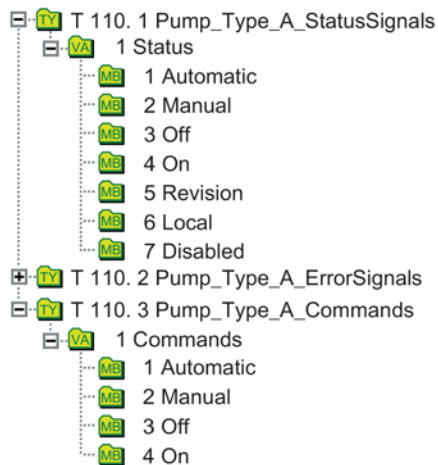 TY T 110. 1 Pump_Type_A_StatusSignals
VA 1 Status
MB 1 Automatic
MB 2 Manual
MB 3 Off
MB 4 On
MB 5 Revision
MB 6 Local
MB 7 Disabled
TY T 110. 2 Pump_Type_A_ErrorSignals
TY T 110. 3 Pump_Type_A_Commands
VA 1 Commands
MB 1 Automatic
MB 2 Manual
MB 3 Off
MB 4 On